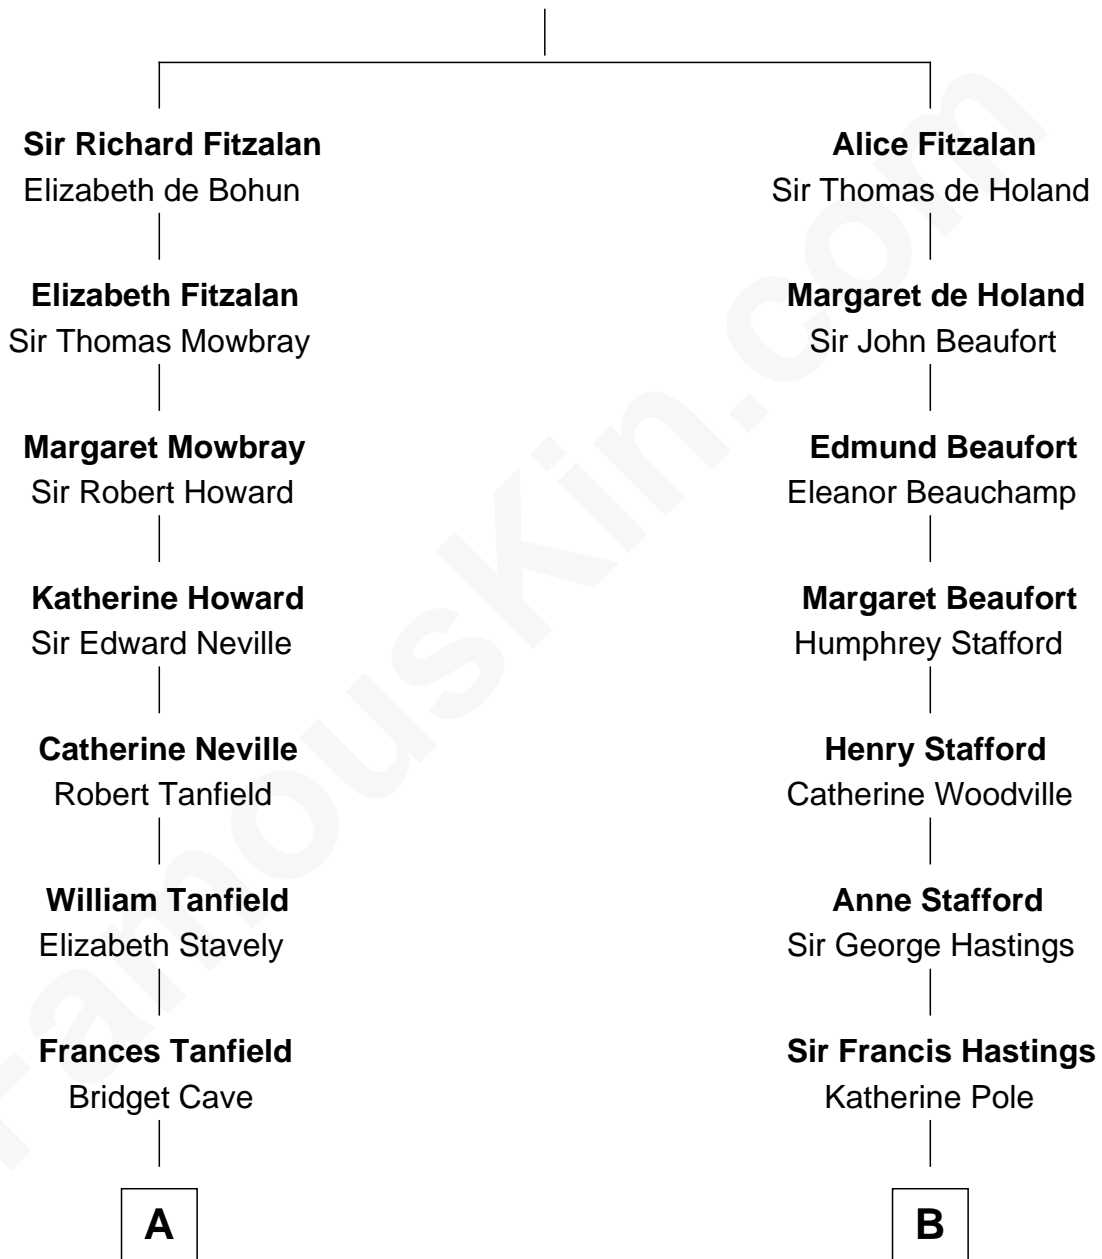 Sir Richard Fitzalan
Elizabeth de Bohun
Elizabeth Fitzalan
Sir Thomas Mowbray
Margaret Mowbray
Sir Robert Howard
Katherine Howard
Sir Edward Neville
Catherine Neville
Robert Tanfield
William Tanfield
Elizabeth Stavely
Frances Tanfield
Bridget Cave
A
Alice Fitzalan
Sir Thomas de Holand
Margaret de Holand
Sir John Beaufort
Edmund Beaufort
Eleanor Beauchamp
Margaret Beaufort
Humphrey Stafford
Henry Stafford
Catherine Woodville
Anne Stafford
Sir George Hastings
Sir Francis Hastings
Katherine Pole
B
FamousKin.com